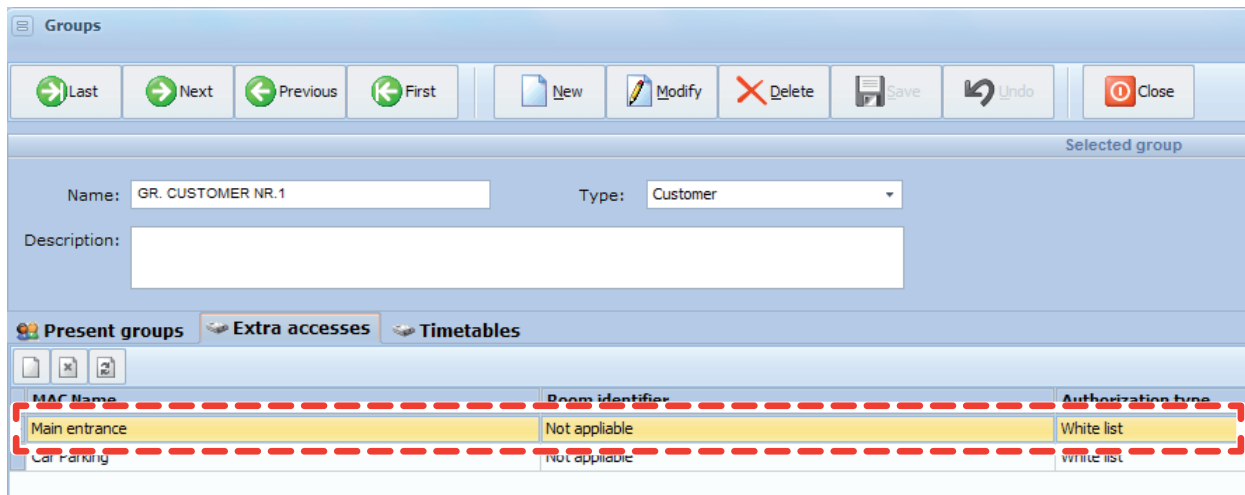 Groups
Last Next Previous First New Modify Delete Save Undo Close
Selected group
Name: GR. CUSTOMER NR.1 Type: Customer
Description:
Present groups Extra accesses Timetables
MAC Name Room identifier Authorization type
Main entrance Not appliable White list
Car Parking Not appliable White list